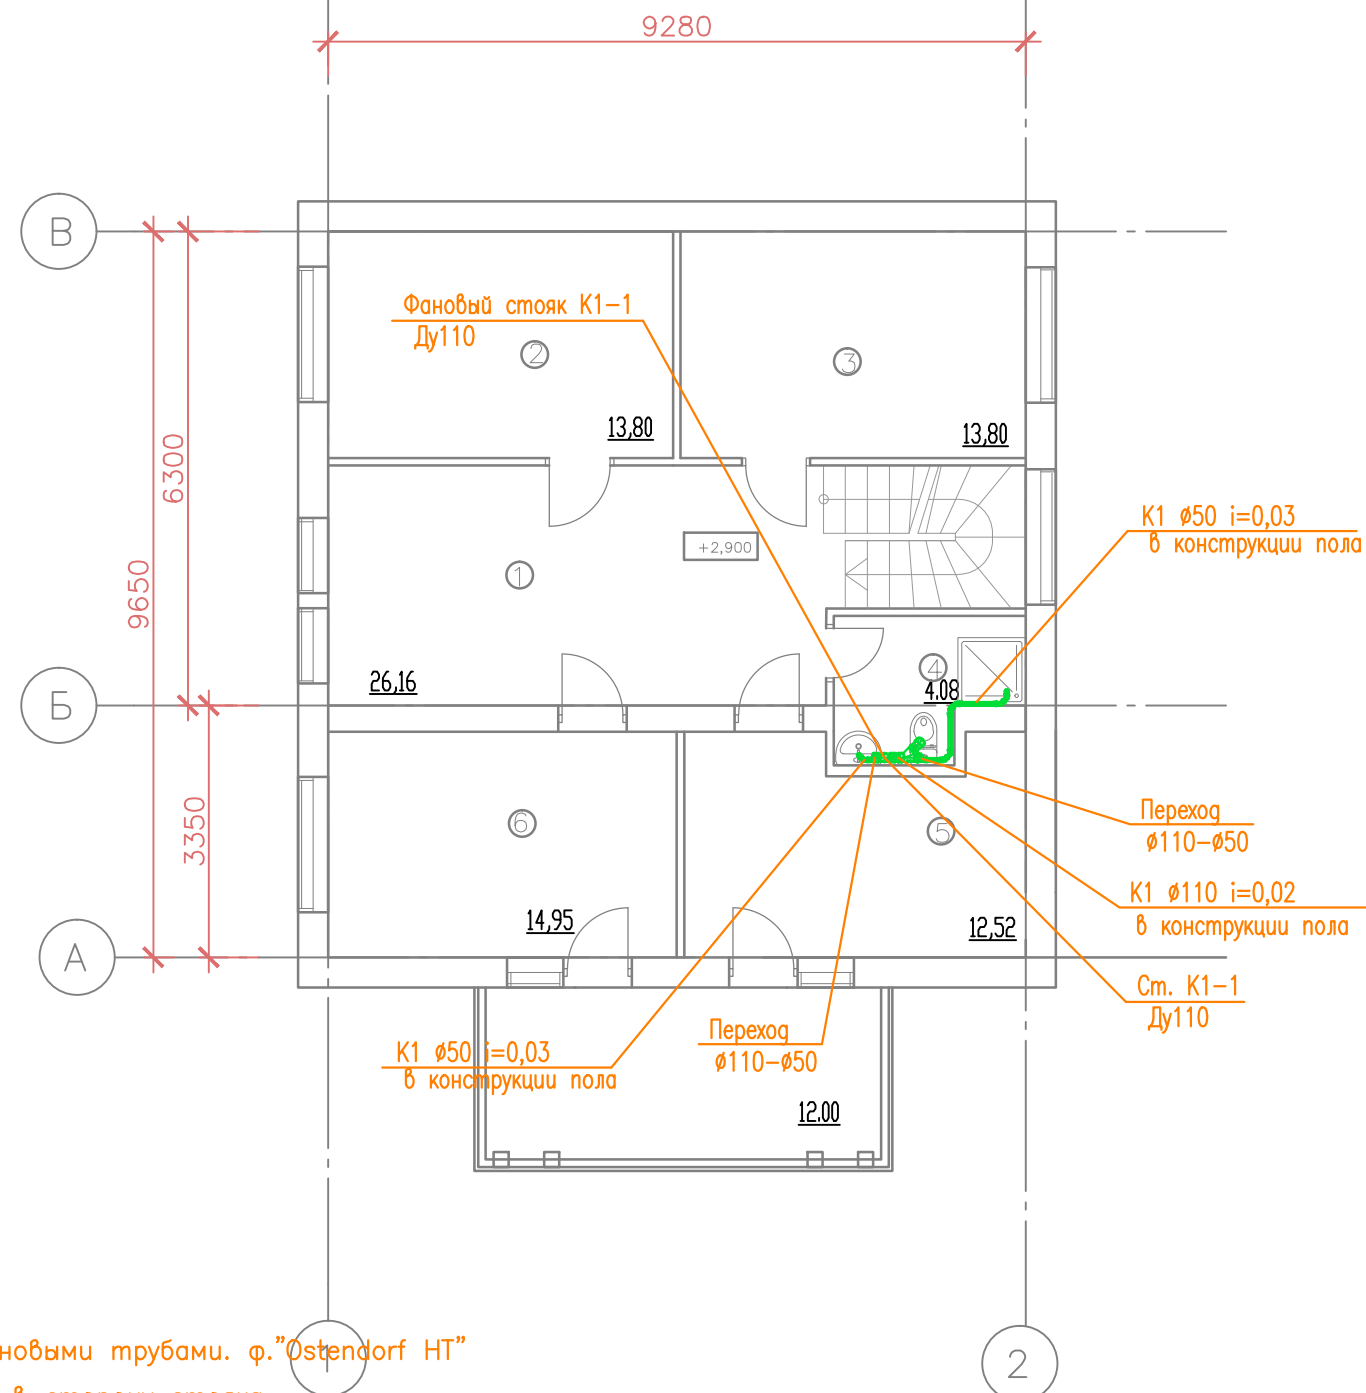 9280
В
Фановый стояк К1-1
Ду110
2
3
13,80
13,80
6300
К1 ø50 i=0,03
в конструкции пола
+2,900
1
9650
4
26,16
4.08
Б
3350
Переход
ø110-ø50
6
5
К1 ø110 i=0,02
в конструкции пола
14,95
12,52
А
Ст. К1-1
Ду110
Переход
ø110-ø50
К1 ø50 i=0,03
в конструкции пола
12.00
новыми трубами. ф."Ostendorf HT"
1
2
в сторону стояка